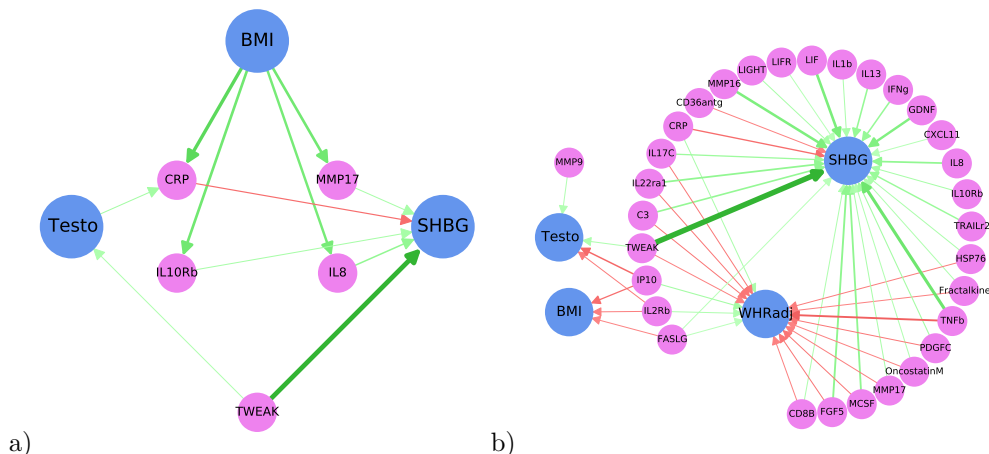 BMI
CRP
MMP17
Testo
SHBG
IL10Rb
IL8
TWEAK
a)
LIF
LIFR
IL1b
LIGHT
IL13
MMP16
IFNg
CD36antg
GDNF
CRP
CXCL11
IL17C
SHBG
IL8
MMP9
IL22ra1
IL10Rb
C3
TRAILr2
Testo
TWEAK
HSP76
IP10
Fractalkine
BMI
IL2Rb
WHRadj
TNFb
FASLG
PDGFC
OncostatinM
MMP17
MCSF
FGF5
CD8B
b)